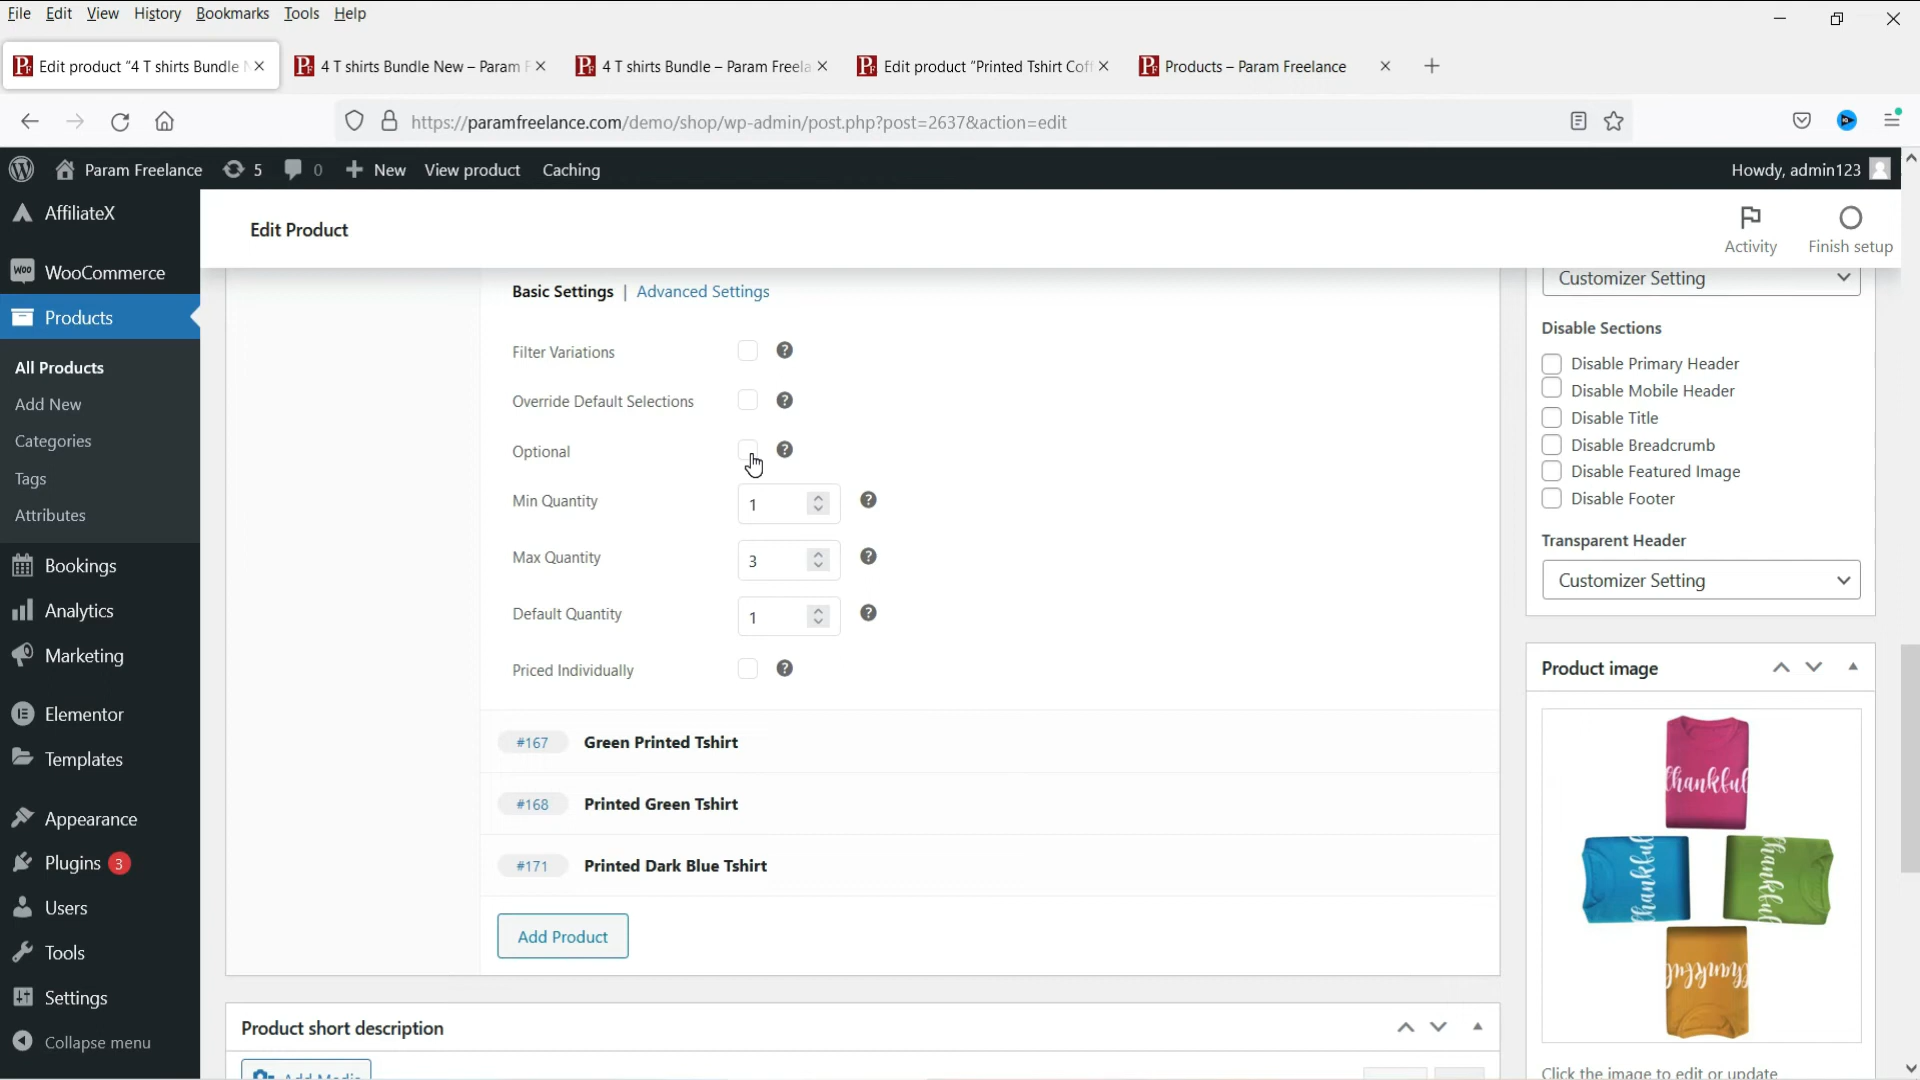 File Edit View History Bookmarks Tools Help
Edit product "4 T shirts Bundle N
4 T shirts Bundle New – Param F
4 T shirts Bundle – Param Freela
Edit product "Printed Tshirt Coff
Products – Param Freelance
https://paramfreelance.com/demo/shop/wp-admin/post.php?post=2637&action=edit
Param Freelance 5 0 New View product Caching Howdy, admin123
AffiliateX
WooCommerce
Products
All Products
Add New
Categories
Tags
Attributes
Bookings
Analytics
Marketing
Elementor
Templates
Appearance
Plugins 3
Users
Tools
Settings
Collapse menu
Edit Product
Activity
Finish setup
Basic Settings | Advanced Settings
Filter Variations
Override Default Selections
Optional
Min Quantity 1
Max Quantity 3
Default Quantity 1
Priced Individually
#167 Green Printed Tshirt
#168 Printed Green Tshirt
#171 Printed Dark Blue Tshirt
Add Product
Product short description
Add Media
Customizer Setting
Disable Sections
Disable Primary Header
Disable Mobile Header
Disable Title
Disable Breadcrumb
Disable Featured Image
Disable Footer
Transparent Header
Customizer Setting
Product image
thankful
thankful
thankful
thankful
Click the image to edit or update